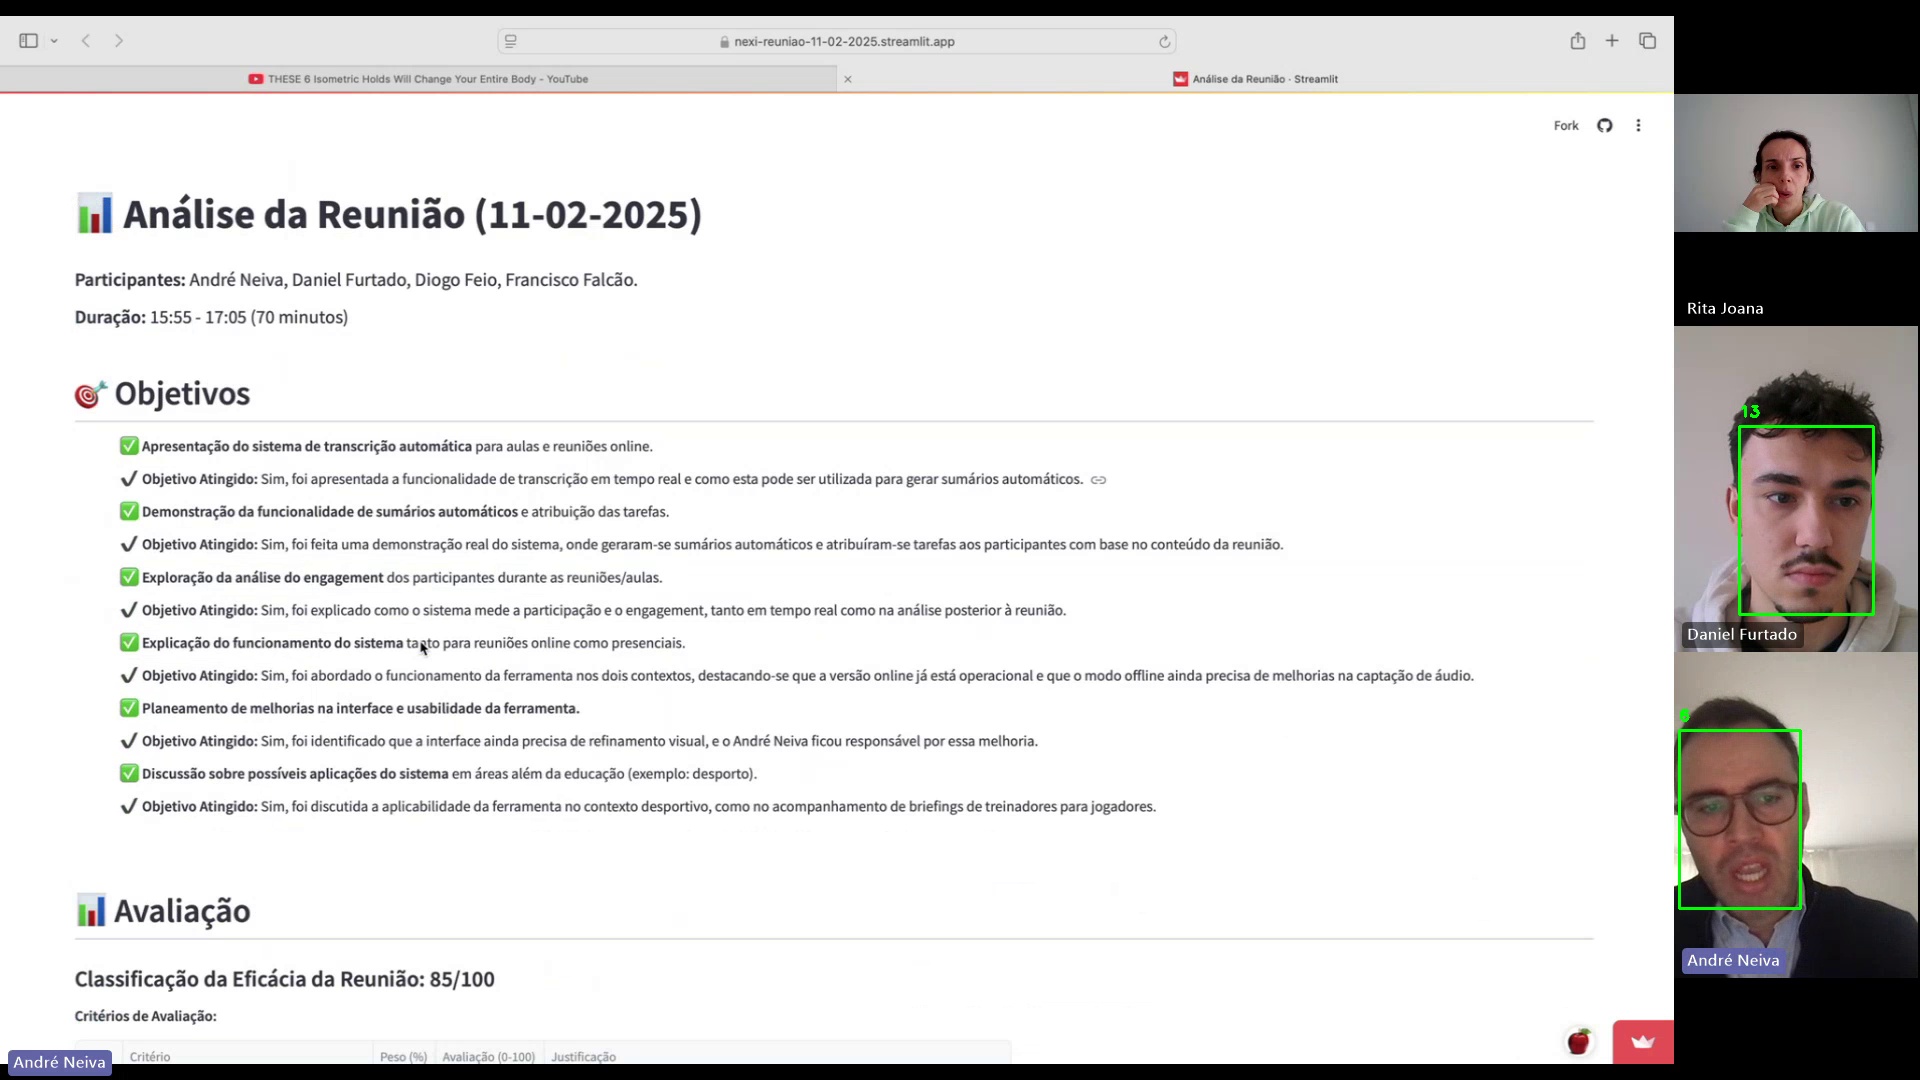 nexi-reuniao-11-02-2025.streamlit.app
THESE 6 Isometric Holds Will Change Your Entire Body - YouTube
Análise da Reunião · Streamlit
Fork
Análise da Reunião (11-02-2025)
Participantes: André Neiva, Daniel Furtado, Diogo Feio, Francisco Falcão.
Duração: 15:55 - 17:05 (70 minutos)
Objetivos
Apresentação do sistema de transcrição automática para aulas e reuniões online.
Objetivo Atingido: Sim, foi apresentada a funcionalidade de transcrição em tempo real e como esta pode ser utilizada para gerar sumários automáticos.
Demonstração da funcionalidade de sumários automáticos e atribuição das tarefas.
Objetivo Atingido: Sim, foi feita uma demonstração real do sistema, onde geraram-se sumários automáticos e atribuíram-se tarefas aos participantes com base no conteúdo da reunião.
Exploração da análise do engagement dos participantes durante as reuniões/aulas.
Objetivo Atingido: Sim, foi explicado como o sistema mede a participação e o engagement, tanto em tempo real como na análise posterior à reunião.
Explicação do funcionamento do sistema tanto para reuniões online como presenciais.
Objetivo Atingido: Sim, foi abordado o funcionamento da ferramenta nos dois contextos, destacando-se que a versão online já está operacional e que o modo offline ainda precisa de melhorias na captação de áudio.
Planeamento de melhorias na interface e usabilidade da ferramenta.
Objetivo Atingido: Sim, foi identificado que a interface ainda precisa de refinamento visual, e o André Neiva ficou responsável por essa melhoria.
Discussão sobre possíveis aplicações do sistema em áreas além da educação (exemplo: desporto).
Objetivo Atingido: Sim, foi discutida a aplicabilidade da ferramenta no contexto desportivo, como no acompanhamento de briefings de treinadores para jogadores.
Avaliação
Classificação da Eficácia da Reunião: 85/100
Critérios de Avaliação:
Critério Peso (%) Avaliação (0-100) Justificação
André Neiva
Rita Joana
13
Daniel Furtado
André Neiva